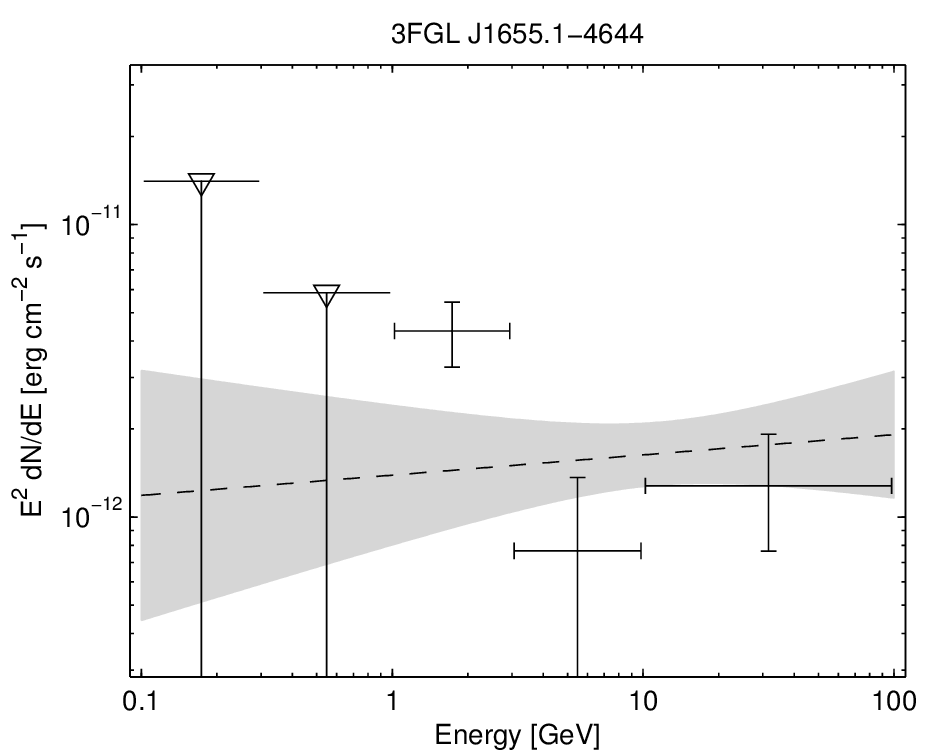 3FGL J1655.1−4644
E² dN/dE [erg cm⁻² s⁻¹]
10⁻¹¹
10⁻¹²
0.1 1 10 100
Energy [GeV]